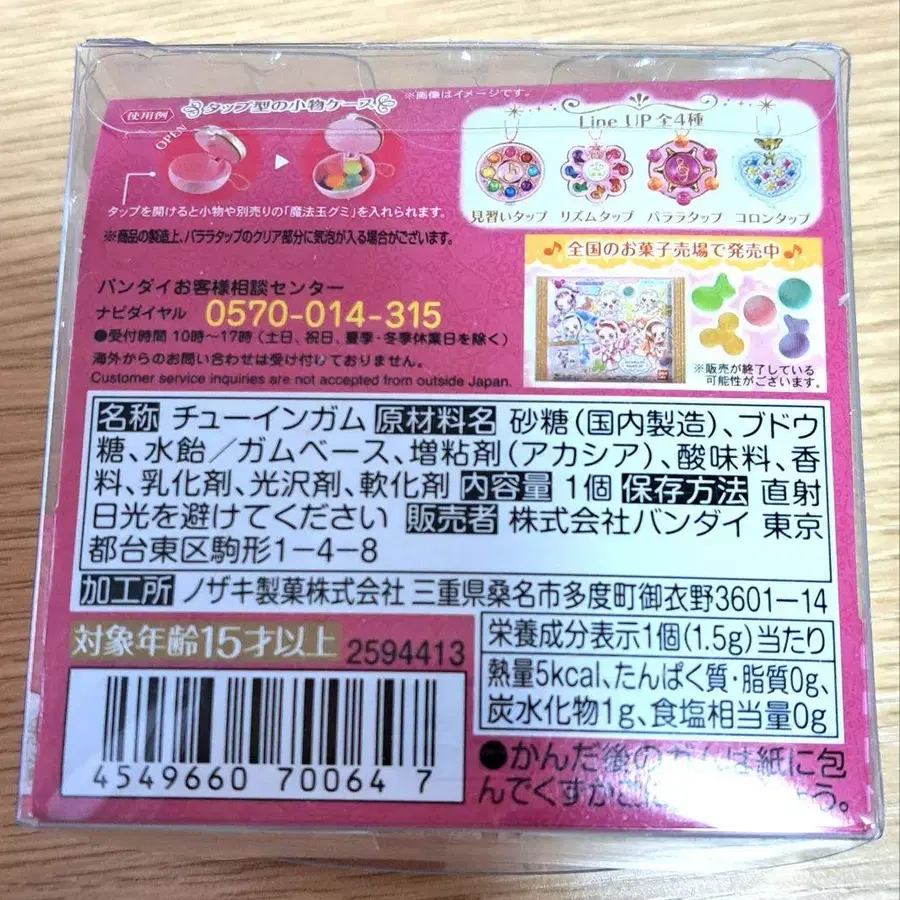 ※画像はイメージです。
使用例 タップ型の小物ケース
OPEN
タップを開けると小物や別売りの「魔法玉グミ」を入れられます。
※商品の製造上、パララタップのクリア部分に気泡が入る場合がございます。
Line UP 全4種
見習いタップ リズムタップ パララタップ コロンタップ
全国のお菓子売場で発売中
※販売が終了している
可能性がございます。
バンダイお客様相談センター
ナビダイヤル 0570-014-315
●受付時間 10時〜17時(土日、祝日、夏季・冬季休業日を除く)
海外からのお問い合わせは受け付けておりません。
Customer service inquiries are not accepted from outside Japan.
名称 チューインガム 原材料名 砂糖(国内製造)、ブドウ
糖、水飴/ガムベース、増粘剤(アカシア)、酸味料、香
料、乳化剤、光沢剤、軟化剤 内容量 1個 保存方法 直射
日光を避けてください 販売者 株式会社バンダイ 東京
都台東区駒形1-4-8
加工所 ノザキ製菓株式会社 三重県桑名市多度町御衣野3601-14
対象年齢15才以上 2594413
栄養成分表示1個(1.5g)当たり
熱量5kcal、たんぱく質・脂質0g、
炭水化物1g、食塩相当量0g
4549660 700647
●かんだ後のガムは紙に包
んでくずかごに